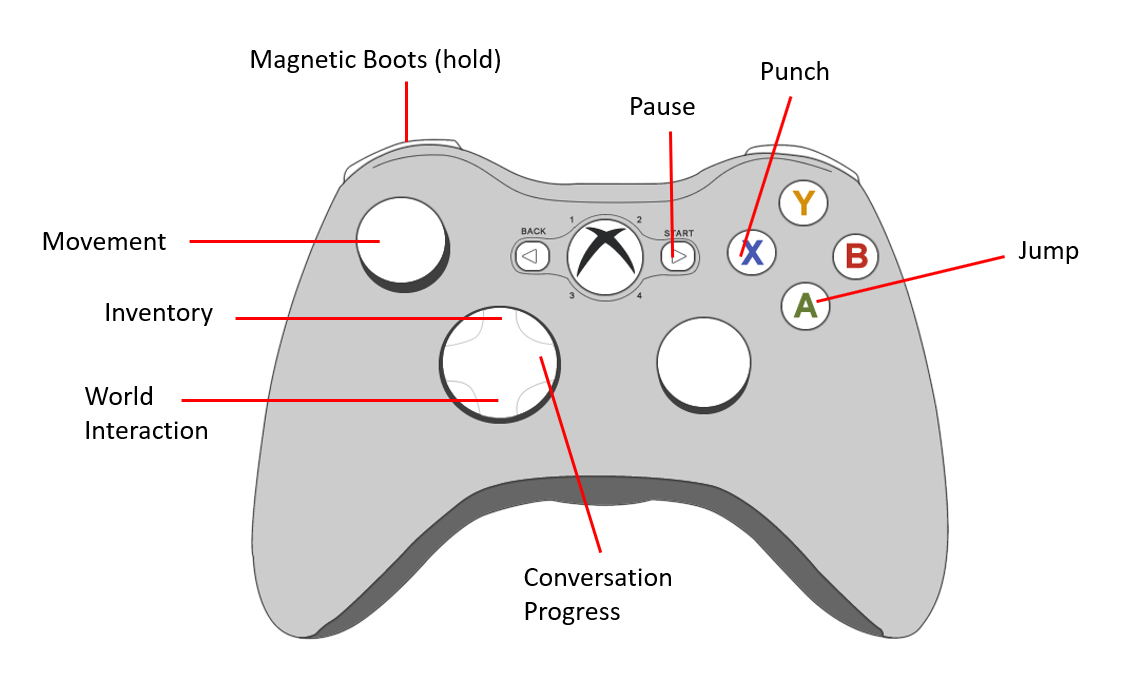 Magnetic Boots (hold)
Punch
Pause
Y
1
2
BACK
START
Movement
X
B
Jump
3
4
A
Inventory
World
Interaction
Conversation
Progress